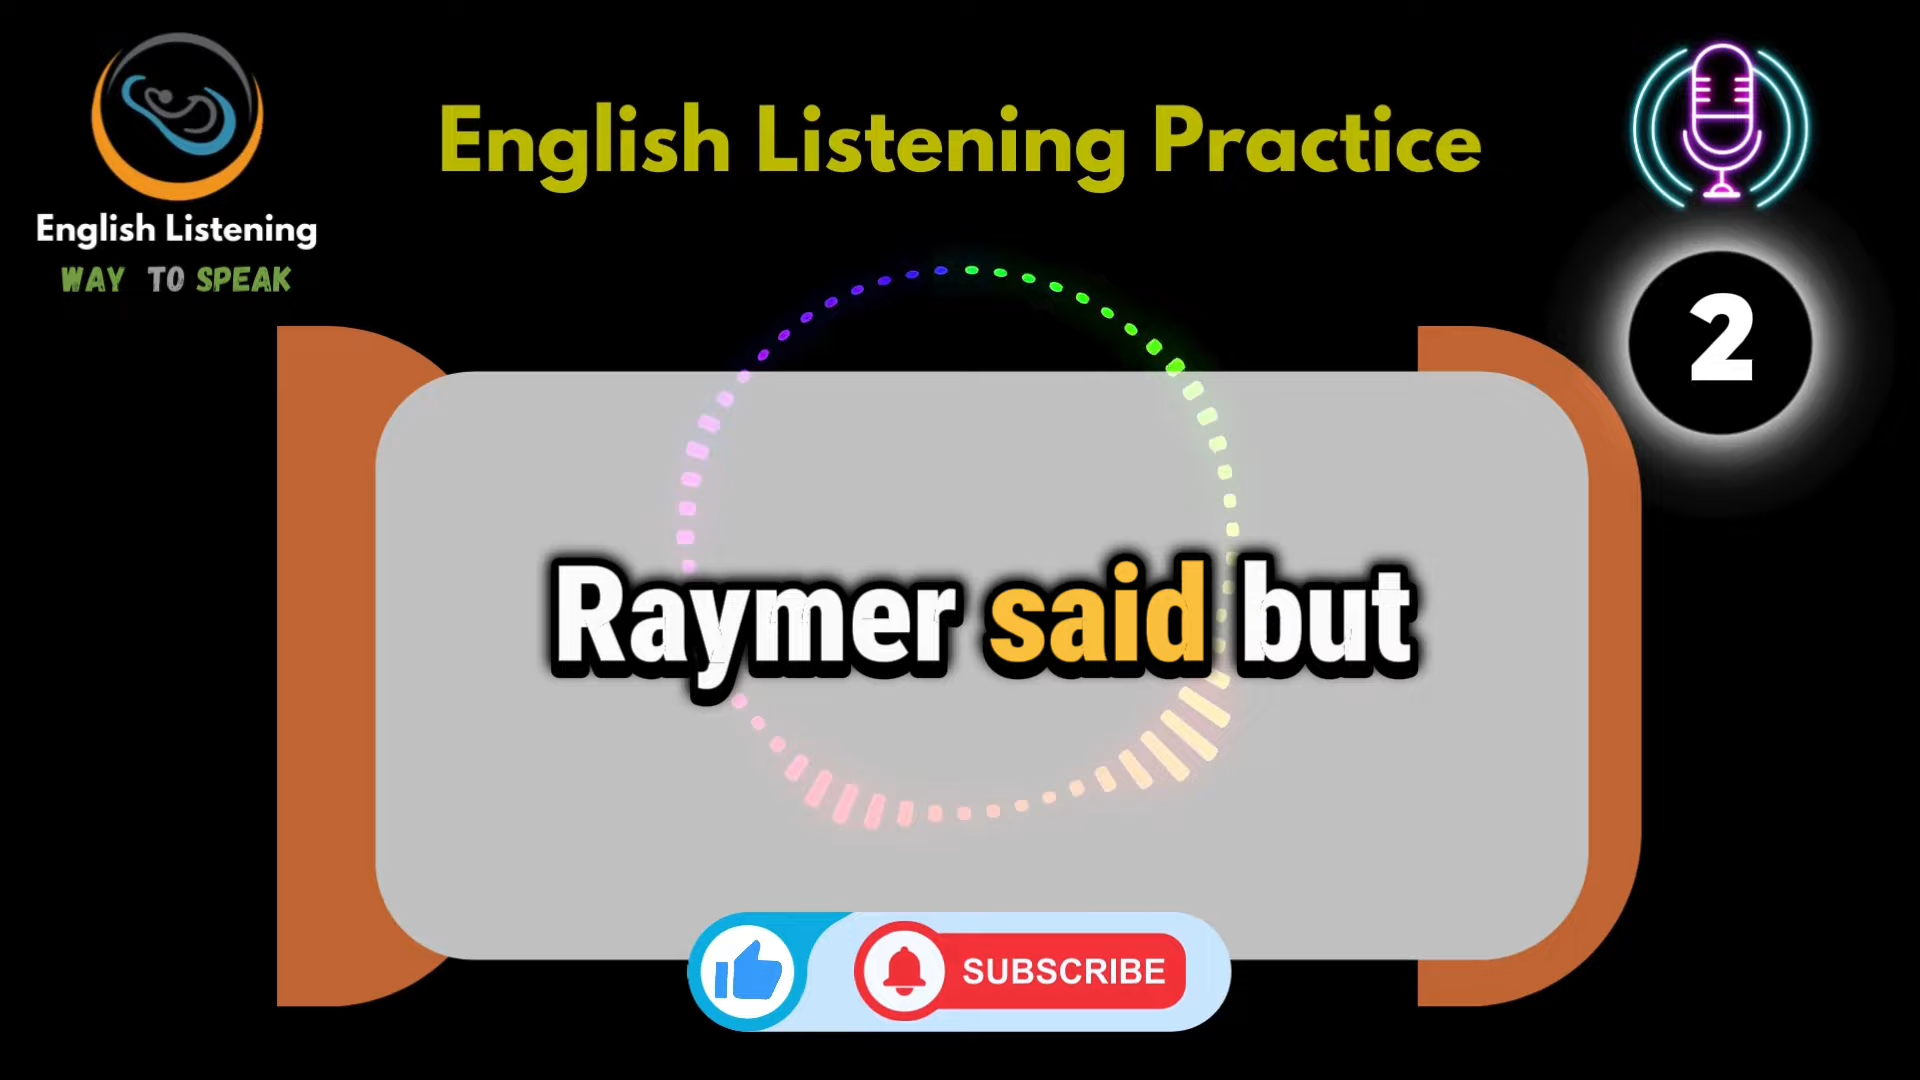 English Listening Practice
English Listening
WAY TO SPEAK
2
Raymer said but
SUBSCRIBE